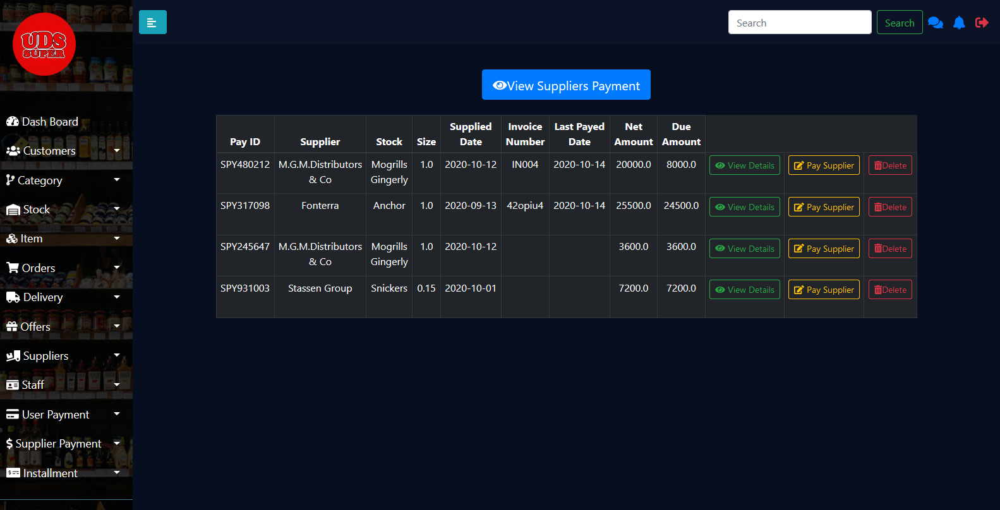 UDS
SUPER
Search
Search
Dash Board
Customers
Category
Stock
Item
Orders
Delivery
Offers
Suppliers
Staff
User Payment
Supplier Payment
Installment
View Suppliers Payment
Pay ID Supplier Stock Size Supplied Date Invoice Number Last Payed Date Net Amount Due Amount
SPY480212 M.G.M.Distributors & Co Mogrills Gingerly 1.0 2020-10-12 IN004 2020-10-14 20000.0 8000.0 View Details Pay Supplier Delete
SPY317098 Fonterra Anchor 1.0 2020-09-13 42opiu4 2020-10-14 25500.0 24500.0 View Details Pay Supplier Delete
SPY245647 M.G.M.Distributors & Co Mogrills Gingerly 1.0 2020-10-12 3600.0 3600.0 View Details Pay Supplier Delete
SPY931003 Stassen Group Snickers 0.15 2020-10-01 7200.0 7200.0 View Details Pay Supplier Delete